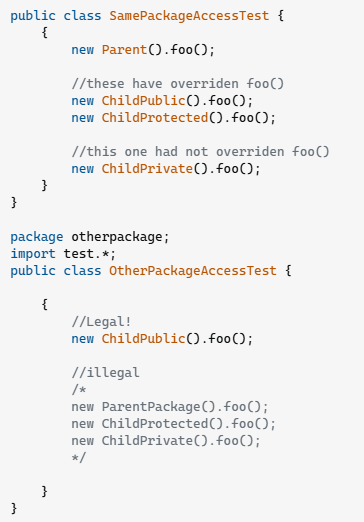 public class SamePackageAccessTest {
    {
        new Parent().foo();

        //these have overriden foo()
        new ChildPublic().foo();
        new ChildProtected().foo();

        //this one had not overriden foo()
        new ChildPrivate().foo();
    }
}

package otherpackage;
import test.*;
public class OtherPackageAccessTest {

    {
        //Legal!
        new ChildPublic().foo();

        //illegal
        /*
        new ParentPackage().foo();
        new ChildProtected().foo();
        new ChildPrivate().foo();
        */

    }
}